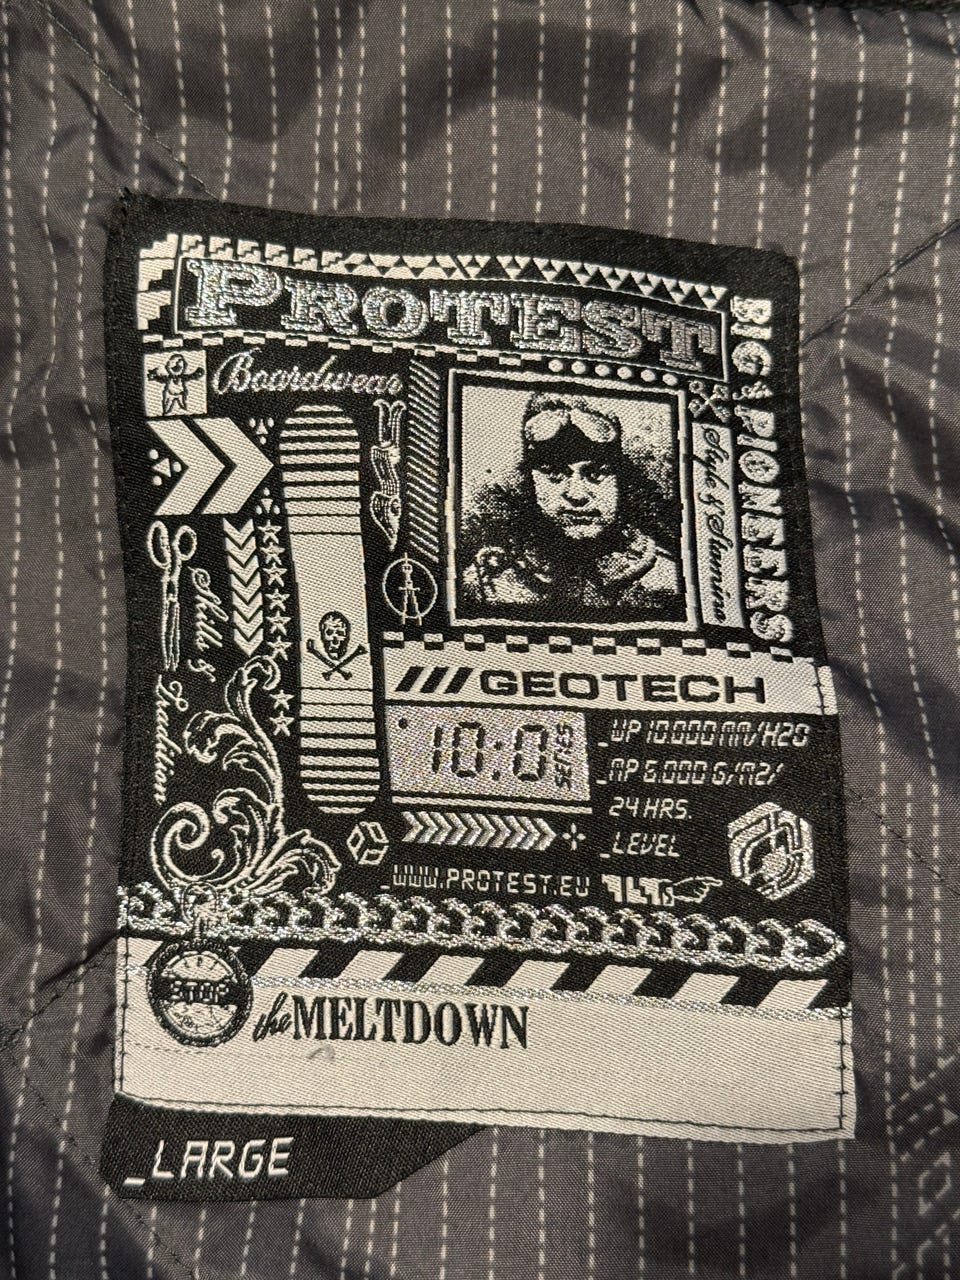 PROTEST
Boardwear
BIG & PIONEERS
Style & Stamina
Skills &
Tradition
///GEOTECH
10:0
_WP 10.000 MM/H2O
_MP 8.000 G/M2/
24 HRS.
_LEVEL
_WWW.PROTEST.EU
STOP
the MELTDOWN
_LARGE